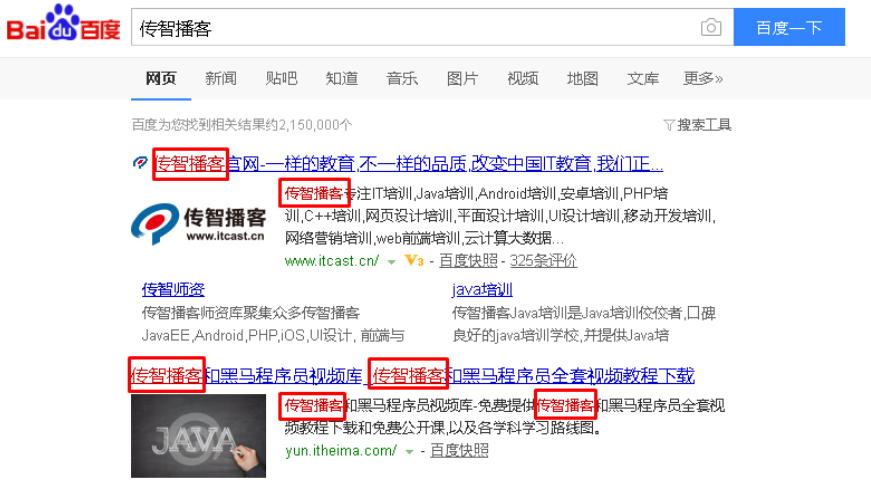 Baidu百度 传智播客 百度一下
网页 新闻 贴吧 知道 音乐 图片 视频 地图 文库 更多»
百度为您找到相关结果约2,150,000个 搜索工具
传智播客官网-一样的教育,不一样的品质,改变中国IT教育,我们正...
传智播客专注IT培训,Java培训,Android培训,安卓培训,PHP培
训,C++培训,网页设计培训,平面设计培训,UI设计培训,移动开发培训,
网络营销培训,web前端培训,云计算大数据...
传智播客
www.itcast.cn
www.itcast.cn/ V3 - 百度快照 - 325条评价
传智师资
传智播客师资库聚集众多传智播客
JavaEE,Android,PHP,iOS,UI设计, 前端与
java培训
传智播客Java培训是Java培训佼佼者,口碑
良好的java培训学校,并提供Java培
传智播客和黑马程序员视频库_传智播客和黑马程序员全套视频教程下载
JAVA
传智播客和黑马程序员视频库-免费提供传智播客和黑马程序员全套视
频教程下载和免费公开课,以及各学科学习路线图。
yun.itheima.com/ - 百度快照